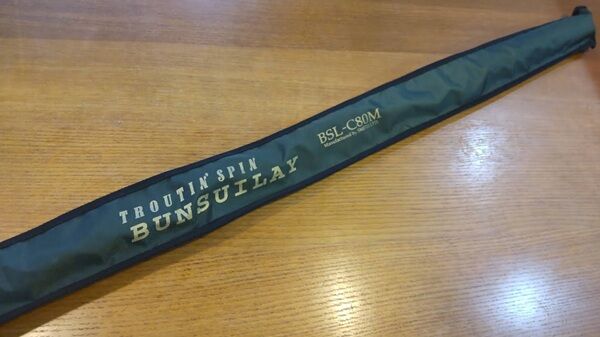 TROUTIN' SPIN
BUNSUILAY
BSL-C80M
Manufactured by